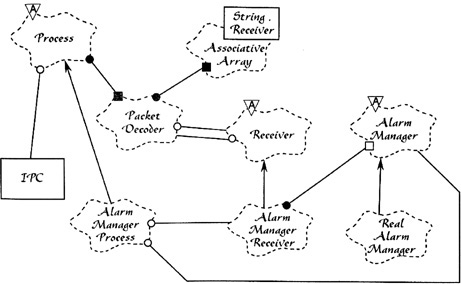 A
Process
String .
Receiver
Associative
Array
Packet
Decoder
A
Receiver
A
Alarm
Manager
IPC
Alarm
Manager
Process
Alarm
Manager
Receiver
Real
Alarm
Manager